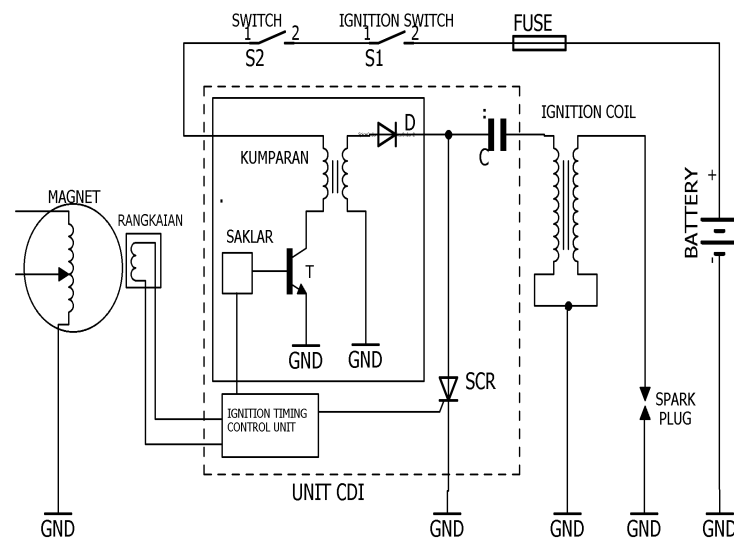 SWITCH
1 2
S2
IGNITION SWITCH
1 2
S1
FUSE
IGNITION COIL
D
:
C
KUMPARAN
MAGNET
RANGKAIAN
SAKLAR
T
BATTERY
+
-
GND
GND
SCR
IGNITION TIMING
CONTROL UNIT
SPARK
PLUG
UNIT CDI
GND
GND
GND
GND
GND